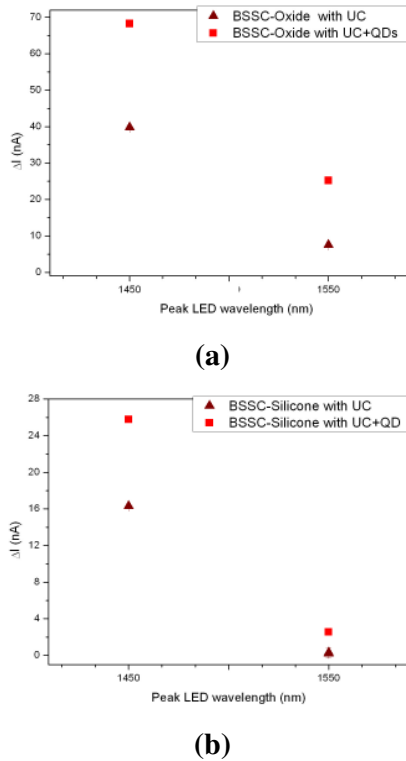 70
BSSC-Oxide with UC
BSSC-Oxide with UC+QDs
60
50
40
30
20
10
0
ΔI (nA)
1450
1550
Peak LED wavelength (nm)
(a)
28
BSSC-Silicone with UC
BSSC-Silicone with UC+QD
24
20
16
12
8
4
0
ΔI (nA)
1450
1550
Peak LED wavelength (nm)
(b)